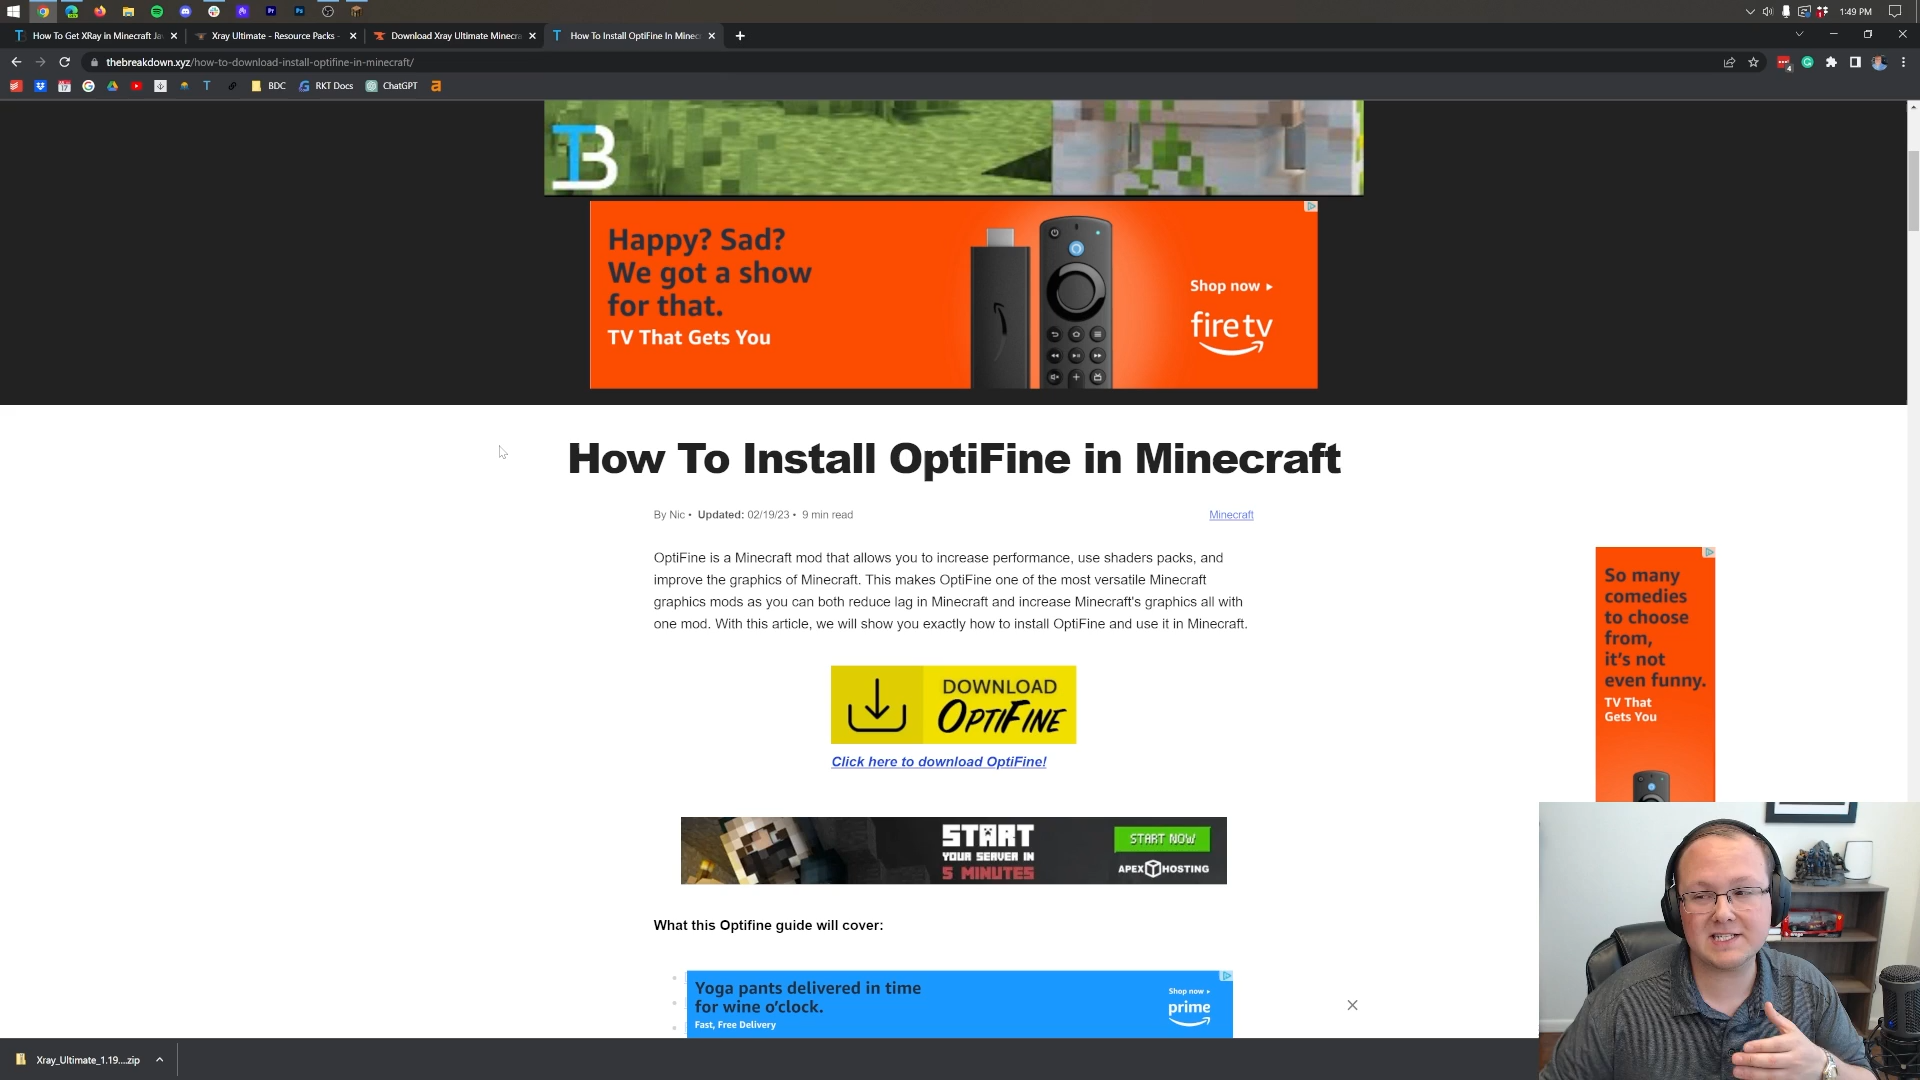 1:49 PM
How To Get XRay in Minecraft Ja
Xray Ultimate - Resource Packs -
Download Xray Ultimate Minecra
How To Install OptiFine In Minec
thebreakdown.xyz/how-to-download-install-optifine-in-minecraft/
BDC
RKT Docs
ChatGPT
TB
Happy? Sad?
We got a show
for that.
TV That Gets You
Shop now ▸
fire tv
How To Install OptiFine in Minecraft
By Nic • Updated: 02/19/23 • 9 min read
Minecraft
OptiFine is a Minecraft mod that allows you to increase performance, use shaders packs, and
improve the graphics of Minecraft. This makes OptiFine one of the most versatile Minecraft
graphics mods as you can both reduce lag in Minecraft and increase Minecraft's graphics all with
one mod. With this article, we will show you exactly how to install OptiFine and use it in Minecraft.
So many
comedies
to choose
from,
it's not
even funny.
TV That
Gets You
DOWNLOAD
OPTIFINE
Click here to download OptiFine!
START
YOUR SERVER IN
5 MINUTES
START NOW
APEX HOSTING
What this Optifine guide will cover:
Yoga pants delivered in time
for wine o'clock.
Fast, Free Delivery
Shop now ▸
prime
Xray_Ultimate_1.19....zip